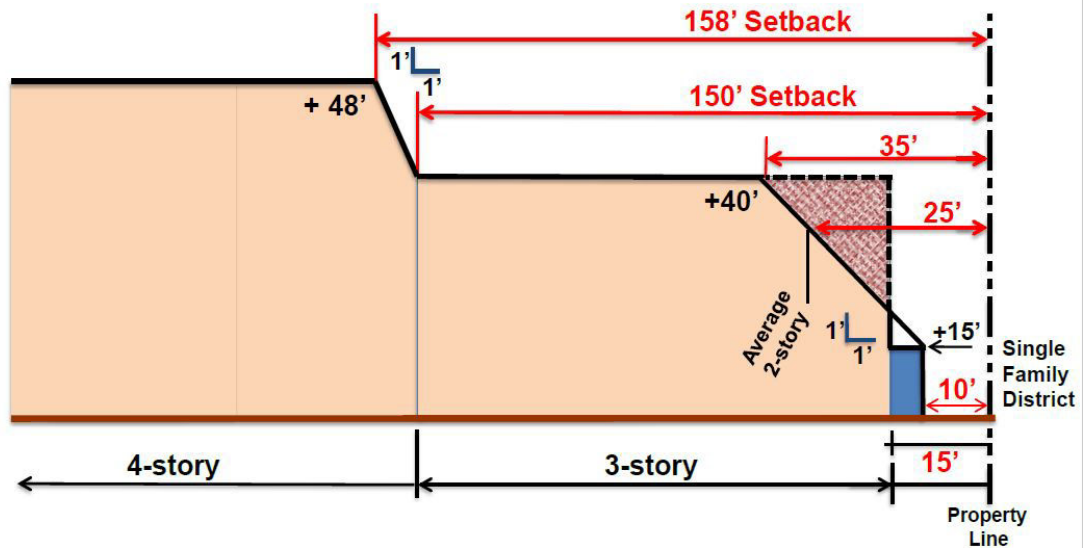 158’ Setback
1’
1’
+ 48’
150’ Setback
35’
+40’
25’
Average
2-story
1’
1’
+15’
Single
Family
District
10’
4-story
3-story
15’
Property
Line